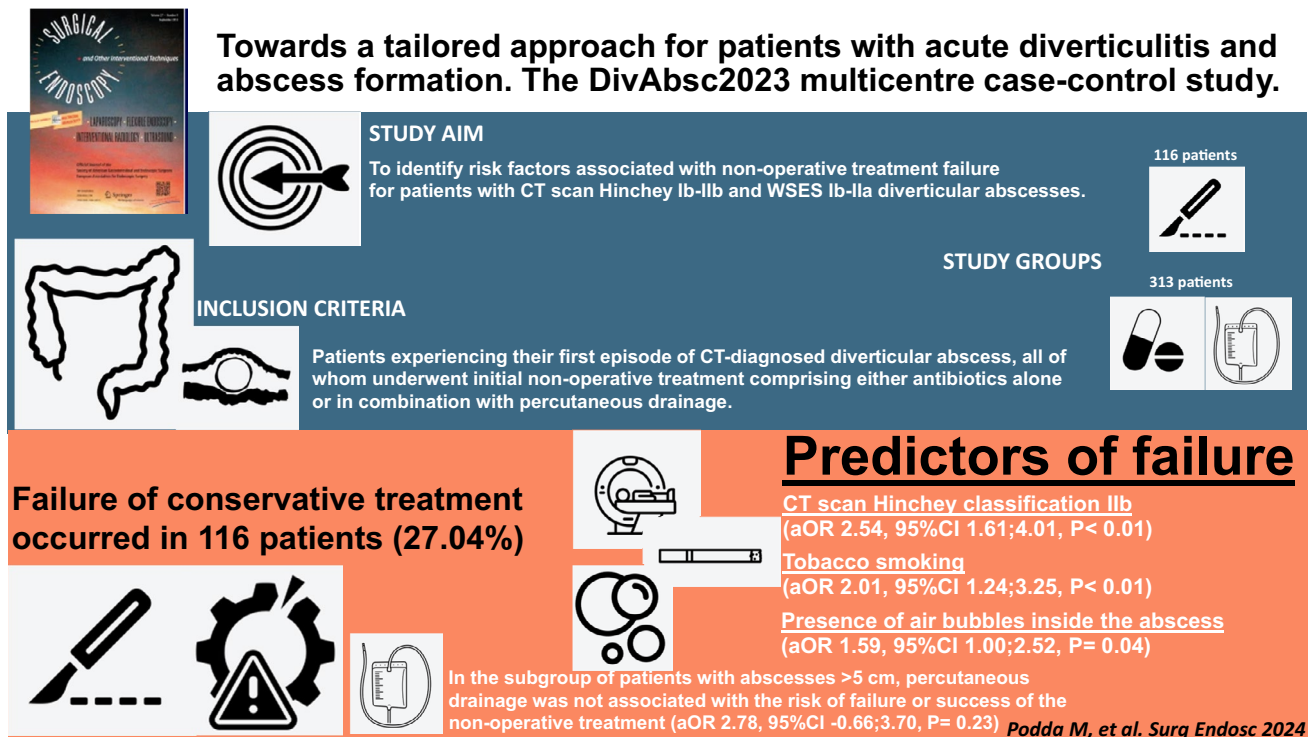 SURGICAL
and Other Interventional Techniques
ENDOSCOPY
LAPAROSCOPY · FLEXIBLE ENDOSCOPY
INTERVENTIONAL RADIOLOGY · ULTRASOUND
Springer
Towards a tailored approach for patients with acute diverticulitis and
abscess formation. The DivAbsc2023 multicentre case-control study.
STUDY AIM
To identify risk factors associated with non-operative treatment failure
for patients with CT scan Hinchey Ib-IIb and WSES Ib-IIa diverticular abscesses.
116 patients
STUDY GROUPS
313 patients
INCLUSION CRITERIA
Patients experiencing their first episode of CT-diagnosed diverticular abscess, all of
whom underwent initial non-operative treatment comprising either antibiotics alone
or in combination with percutaneous drainage.
Failure of conservative treatment
occurred in 116 patients (27.04%)
Predictors of failure
CT scan Hinchey classification IIb
(aOR 2.54, 95%CI 1.61;4.01, P< 0.01)
Tobacco smoking
(aOR 2.01, 95%CI 1.24;3.25, P< 0.01)
Presence of air bubbles inside the abscess
(aOR 1.59, 95%CI 1.00;2.52, P= 0.04)
In the subgroup of patients with abscesses >5 cm, percutaneous
drainage was not associated with the risk of failure or success of the
non-operative treatment (aOR 2.78, 95%CI -0.66;3.70, P= 0.23)
Podda M, et al. Surg Endosc 2024